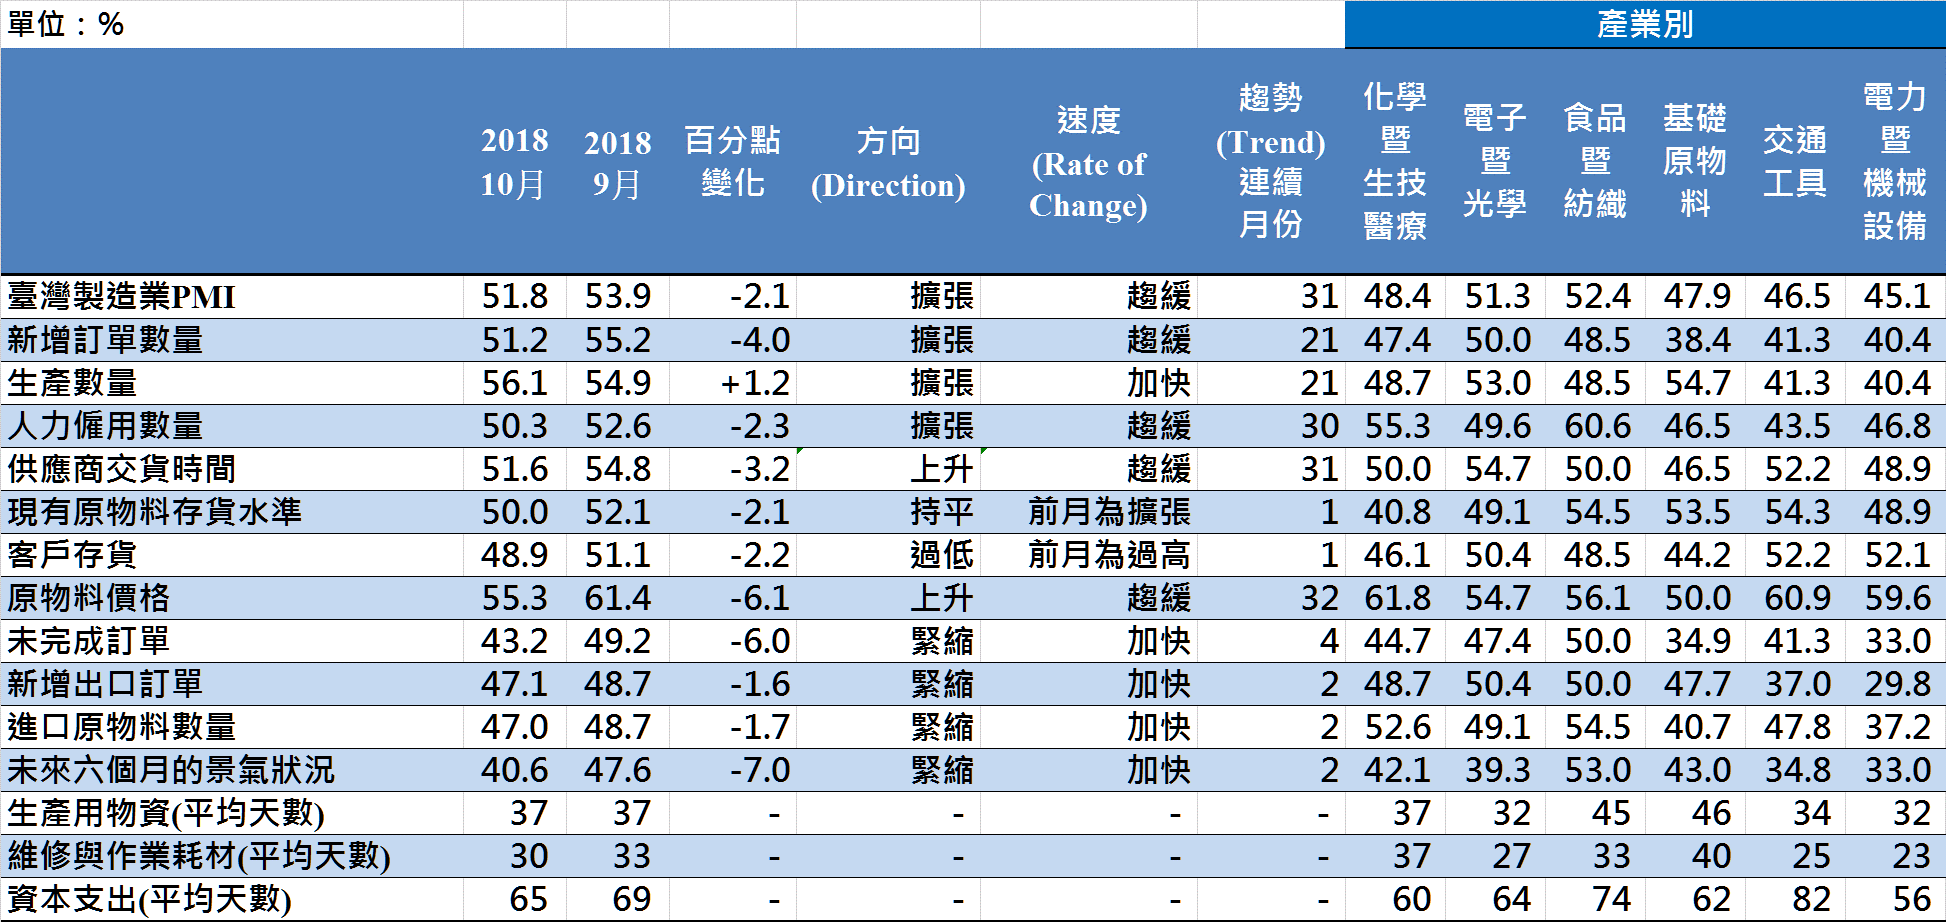 單位：% 產業別
2018 10月 2018 9月 百分點變化 方向(Direction) 速度(Rate of Change) 趨勢(Trend)連續月份 化學暨生技醫療 電子暨光學 食品暨紡織 基礎原物料 交通工具 電力暨機械設備
臺灣製造業PMI 51.8 53.9 -2.1 擴張 趨緩 31 48.4 51.3 52.4 47.9 46.5 45.1
新增訂單數量 51.2 55.2 -4.0 擴張 趨緩 21 47.4 50.0 48.5 38.4 41.3 40.4
生產數量 56.1 54.9 +1.2 擴張 加快 21 48.7 53.0 48.5 54.7 41.3 40.4
人力僱用數量 50.3 52.6 -2.3 擴張 趨緩 30 55.3 49.6 60.6 46.5 43.5 46.8
供應商交貨時間 51.6 54.8 -3.2 上升 趨緩 31 50.0 54.7 50.0 46.5 52.2 48.9
現有原物料存貨水準 50.0 52.1 -2.1 持平 前月為擴張 1 40.8 49.1 54.5 53.5 54.3 48.9
客戶存貨 48.9 51.1 -2.2 過低 前月為過高 1 46.1 50.4 48.5 44.2 52.2 52.1
原物料價格 55.3 61.4 -6.1 上升 趨緩 32 61.8 54.7 56.1 50.0 60.9 59.6
未完成訂單 43.2 49.2 -6.0 緊縮 加快 4 44.7 47.4 50.0 34.9 41.3 33.0
新增出口訂單 47.1 48.7 -1.6 緊縮 加快 2 48.7 50.4 50.0 47.7 37.0 29.8
進口原物料數量 47.0 48.7 -1.7 緊縮 加快 2 52.6 49.1 54.5 40.7 47.8 37.2
未來六個月的景氣狀況 40.6 47.6 -7.0 緊縮 加快 2 42.1 39.3 53.0 43.0 34.8 33.0
生產用物資(平均天數) 37 37 - - - - 37 32 45 46 34 32
維修與作業耗材(平均天數) 30 33 - - - - 37 27 33 40 25 23
資本支出(平均天數) 65 69 - - - - 60 64 74 62 82 56